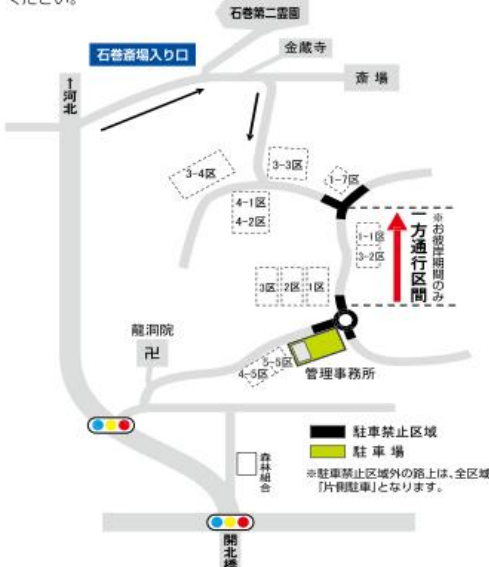 ください。
石巻第二霊園
金蔵寺
石巻斎場入り口
斎場
↑河北
3-4区
3-3区
1-7区
4-1区
4-2区
1-1区
3-2区
一方通行区間
※お彼岸期間のみ
3区
2区
1区
龍洞院
卍
5-5区
4-5区
管理事務所
森林組合
駐車禁止区域
駐車場
※駐車禁止区域外の路上は、全区域
「片側駐車」となります。
開北橋